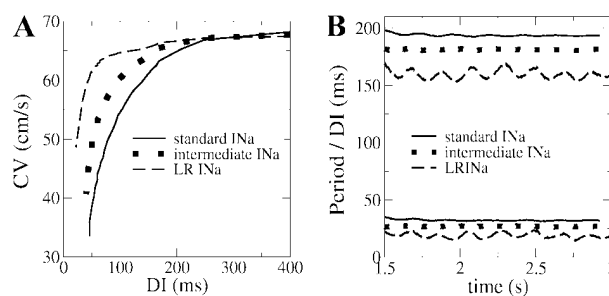 A
CV (cm/s)
70
60
50
40
30
0
100
200
300
400
DI (ms)
standard INa
intermediate INa
LR INa
B
Period / DI (ms)
200
150
100
50
0
1.5
2
2.5
3
time (s)
standard INa
intermediate INa
LRINa